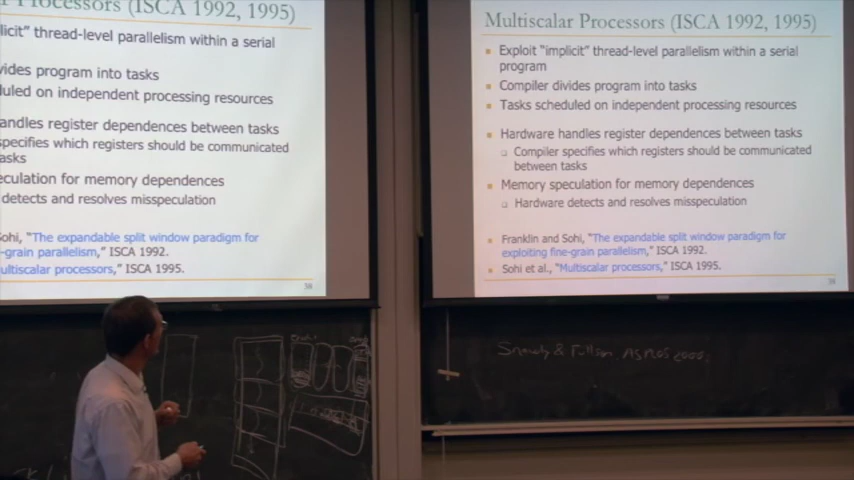 Processors (ISCA 1992, 1995)
licit" thread-level parallelism within a serial
vides program into tasks
uled on independent processing resources
andles register dependences between tasks
specifies which registers should be communicated
asks
eculation for memory dependences
detects and resolves misspeculation
Sohi, "The expandable split window paradigm for
-grain parallelism," ISCA 1992.
ultiscalar processors," ISCA 1995.
Multiscalar Processors (ISCA 1992, 1995)
Exploit "implicit" thread-level parallelism within a serial
program
Compiler divides program into tasks
Tasks scheduled on independent processing resources
Hardware handles register dependences between tasks
Compiler specifies which registers should be communicated
between tasks
Memory speculation for memory dependences
Hardware detects and resolves misspeculation
Franklin and Sohi, "The expandable split window paradigm for
exploiting fine-grain parallelism," ISCA 1992.
Sohi et al., "Multiscalar processors," ISCA 1995.
ASPLOS 2000